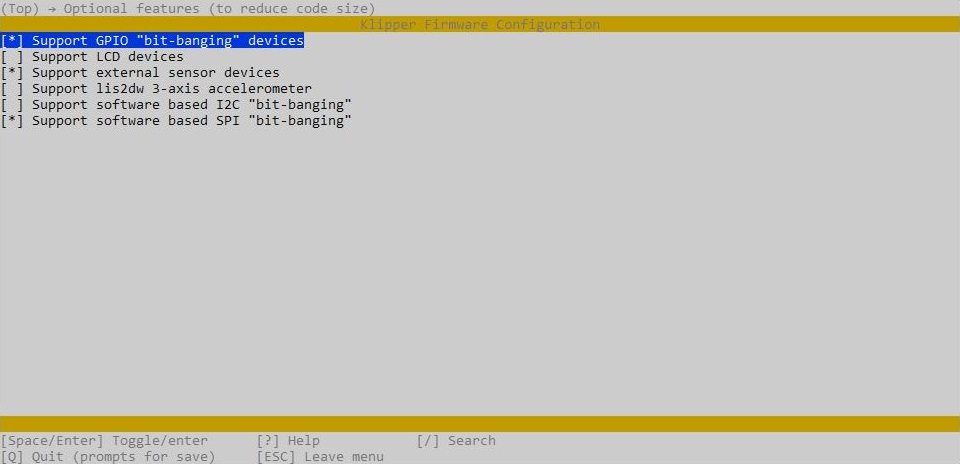 (Top) → Optional features (to reduce code size)
Klipper Firmware Configuration
[*] Support GPIO "bit-banging" devices
[ ] Support LCD devices
[*] Support external sensor devices
[ ] Support lis2dw 3-axis accelerometer
[ ] Support software based I2C "bit-banging"
[*] Support software based SPI "bit-banging"
[Space/Enter] Toggle/enter [?] Help [/] Search
[Q] Quit (prompts for save) [ESC] Leave menu